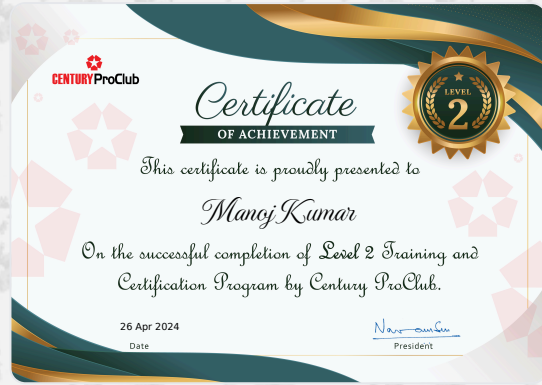 CENTURY ProClub
Certificate
OF ACHIEVEMENT
LEVEL
2
This certificate is proudly presented to
Manoj Kumar
On the successful completion of Level 2 Training and
Certification Program by Century ProClub.
26 Apr 2024
Date
President